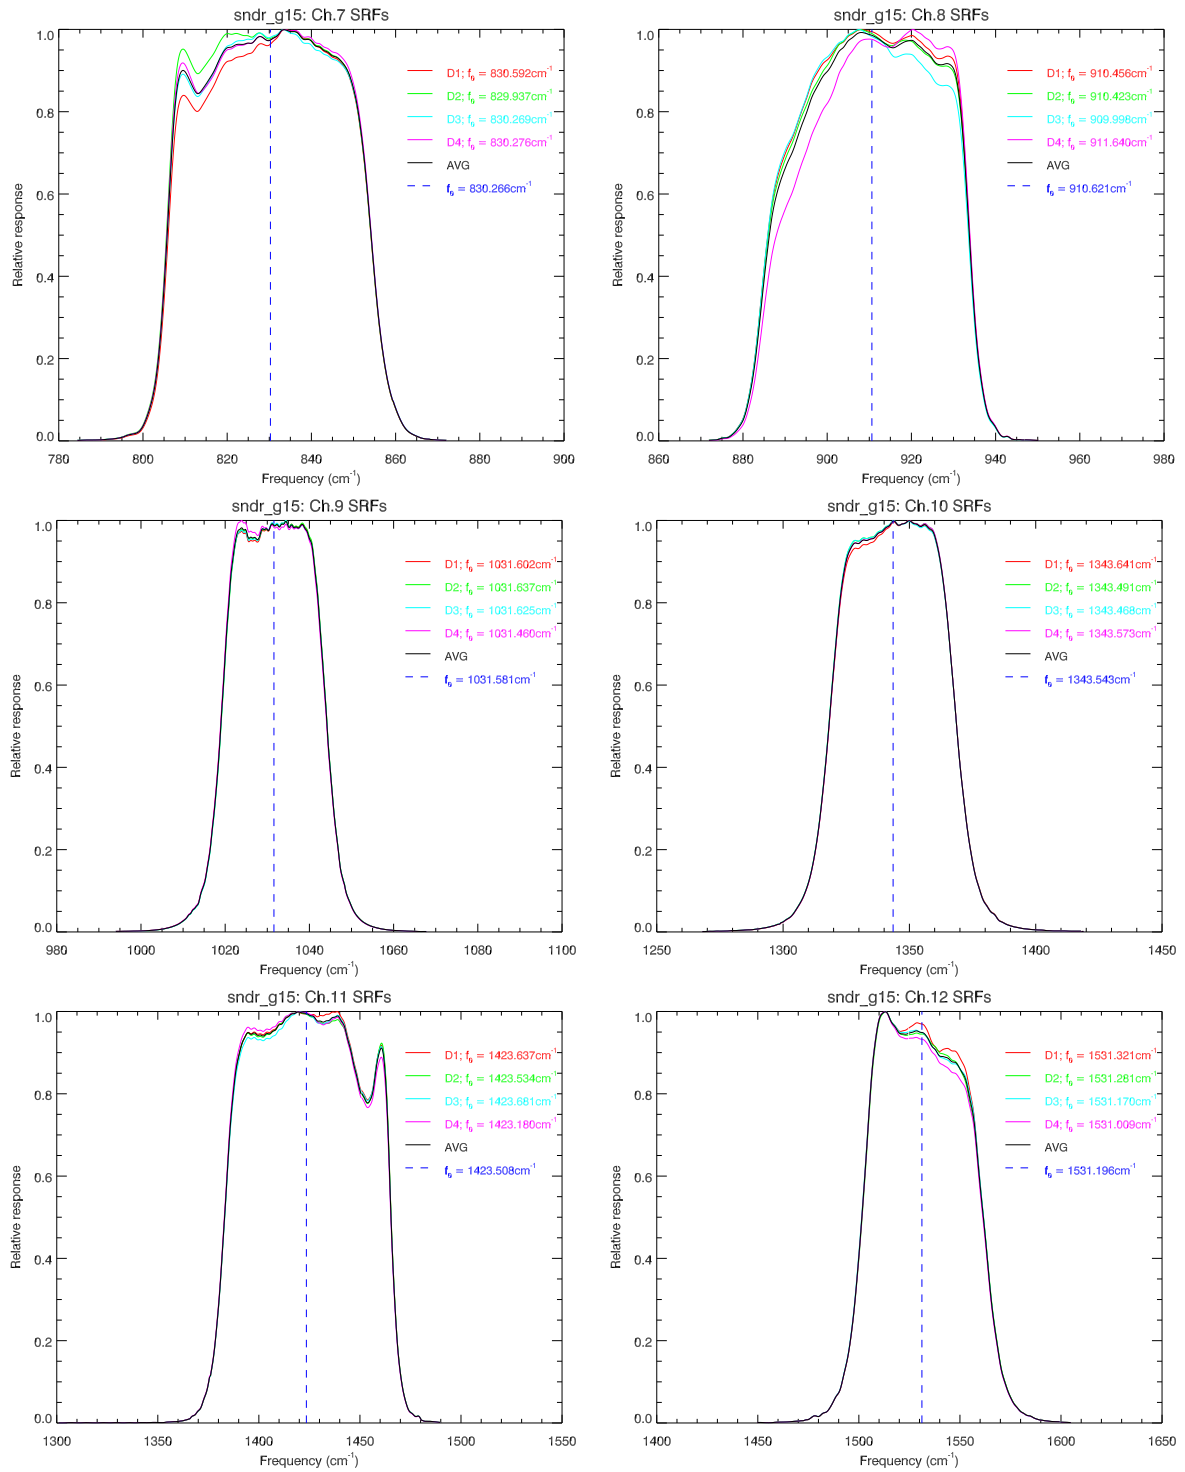 sndr_g15: Ch.7 SRFs
Relative response
1.0
0.8
0.6
0.4
0.2
0.0
D1; f₀ = 830.592cm⁻¹
D2; f₀ = 829.937cm⁻¹
D3; f₀ = 830.269cm⁻¹
D4; f₀ = 830.276cm⁻¹
AVG
f₀ = 830.266cm⁻¹
780 800 820 840 860 880 900
Frequency (cm⁻¹)
sndr_g15: Ch.8 SRFs
Relative response
1.0
0.8
0.6
0.4
0.2
0.0
D1; f₀ = 910.456cm⁻¹
D2; f₀ = 910.423cm⁻¹
D3; f₀ = 909.998cm⁻¹
D4; f₀ = 911.640cm⁻¹
AVG
f₀ = 910.621cm⁻¹
860 880 900 920 940 960 980
Frequency (cm⁻¹)
sndr_g15: Ch.9 SRFs
Relative response
1.0
0.8
0.6
0.4
0.2
0.0
D1; f₀ = 1031.602cm⁻¹
D2; f₀ = 1031.637cm⁻¹
D3; f₀ = 1031.625cm⁻¹
D4; f₀ = 1031.460cm⁻¹
AVG
f₀ = 1031.581cm⁻¹
980 1000 1020 1040 1060 1080 1100
Frequency (cm⁻¹)
sndr_g15: Ch.10 SRFs
Relative response
1.0
0.8
0.6
0.4
0.2
0.0
D1; f₀ = 1343.641cm⁻¹
D2; f₀ = 1343.491cm⁻¹
D3; f₀ = 1343.468cm⁻¹
D4; f₀ = 1343.573cm⁻¹
AVG
f₀ = 1343.543cm⁻¹
1250 1300 1350 1400 1450
Frequency (cm⁻¹)
sndr_g15: Ch.11 SRFs
Relative response
1.0
0.8
0.6
0.4
0.2
0.0
D1; f₀ = 1423.637cm⁻¹
D2; f₀ = 1423.534cm⁻¹
D3; f₀ = 1423.681cm⁻¹
D4; f₀ = 1423.180cm⁻¹
AVG
f₀ = 1423.508cm⁻¹
1300 1350 1400 1450 1500 1550
Frequency (cm⁻¹)
sndr_g15: Ch.12 SRFs
Relative response
1.0
0.8
0.6
0.4
0.2
0.0
D1; f₀ = 1531.321cm⁻¹
D2; f₀ = 1531.281cm⁻¹
D3; f₀ = 1531.170cm⁻¹
D4; f₀ = 1531.009cm⁻¹
AVG
f₀ = 1531.196cm⁻¹
1400 1450 1500 1550 1600 1650
Frequency (cm⁻¹)